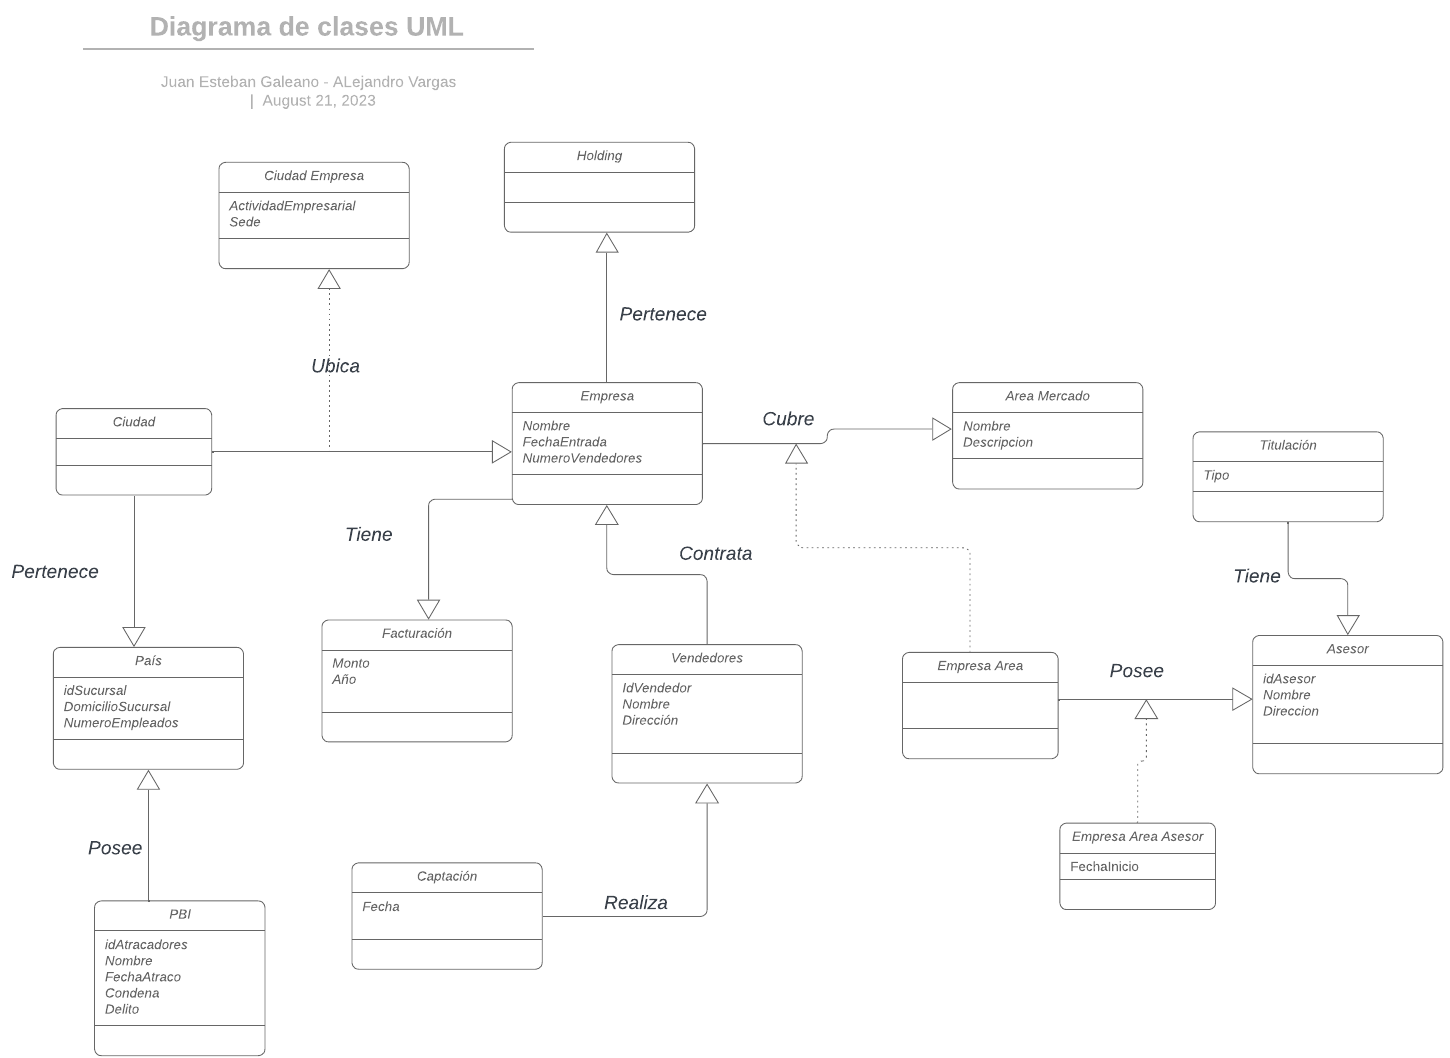 Diagrama de clases UML
Juan Esteban Galeano - ALejandro Vargas
| August 21, 2023
Holding
Ciudad Empresa
ActividadEmpresarial
Sede
Pertenece
Ubica
Empresa
Nombre
FechaEntrada
NumeroVendedores
Cubre
Area Mercado
Nombre
Descripcion
Ciudad
Titulación
Tipo
Tiene
Contrata
Pertenece
Tiene
Facturación
Monto
Año
Vendedores
IdVendedor
Nombre
Dirección
País
idSucursal
DomicilioSucursal
NumeroEmpleados
Empresa Area
Posee
Asesor
idAsesor
Nombre
Direccion
Empresa Area Asesor
FechaInicio
Posee
Captación
Fecha
Realiza
PBI
idAtracadores
Nombre
FechaAtraco
Condena
Delito